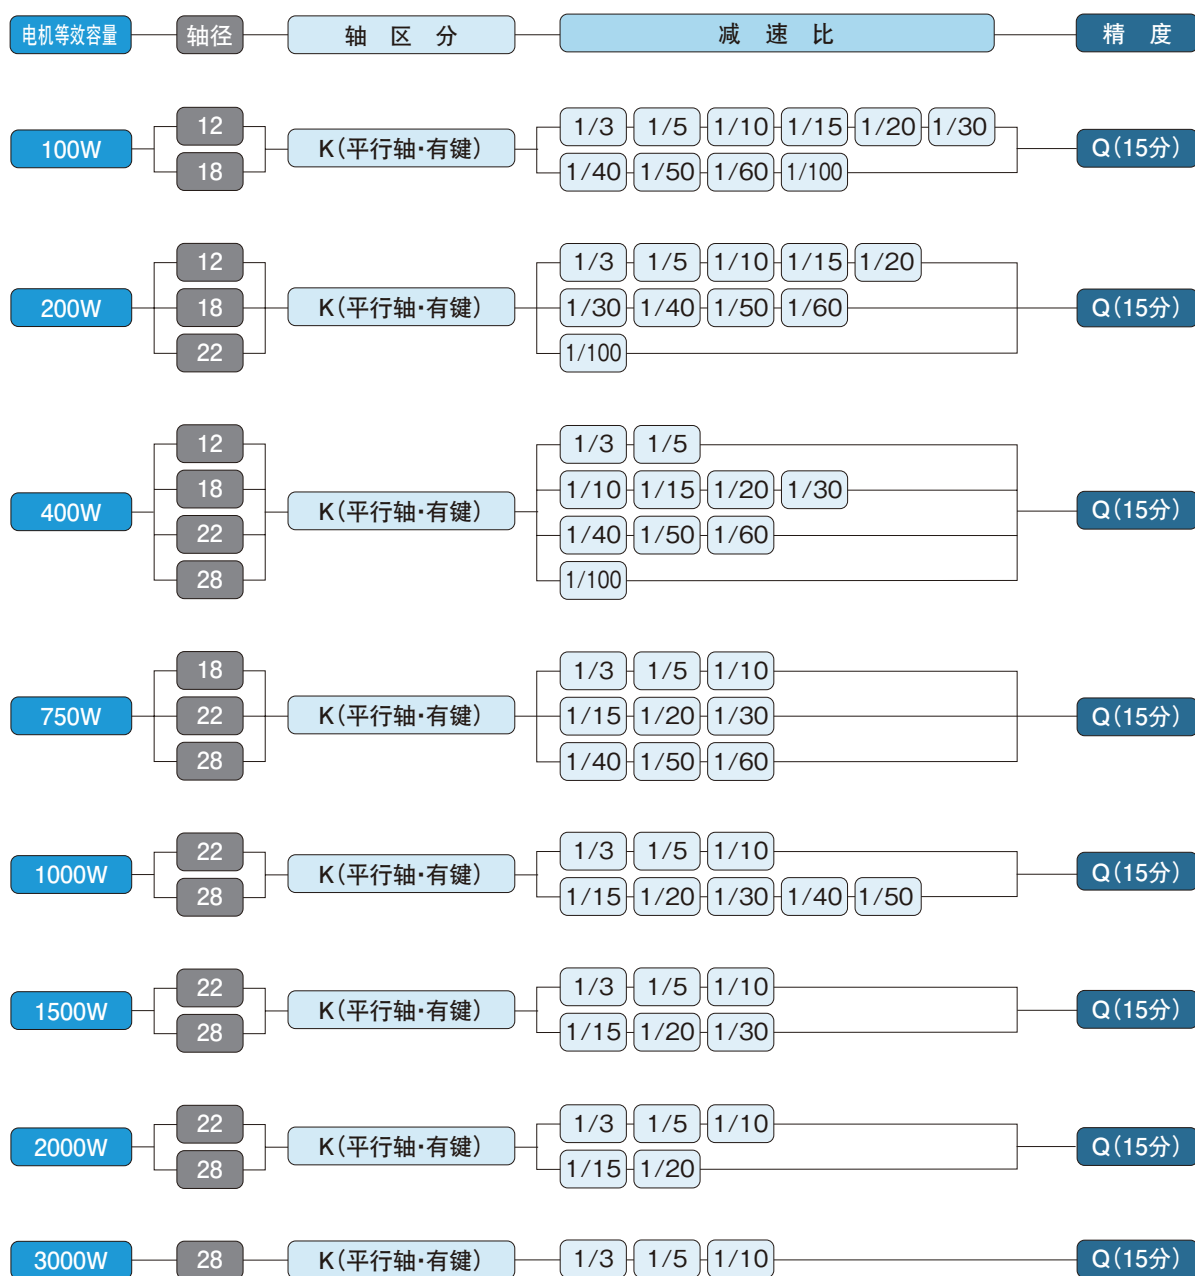 电机等效容量 轴径 轴区分 减速比 精度
12 1/3 1/5 1/10 1/15 1/20 1/30
100W K(平行轴·有键) Q(15分)
18 1/40 1/50 1/60 1/100
12 1/3 1/5 1/10 1/15 1/20
200W 18 K(平行轴·有键) 1/30 1/40 1/50 1/60 Q(15分)
22 1/100
12 1/3 1/5
18 1/10 1/15 1/20 1/30
400W K(平行轴·有键) Q(15分)
22 1/40 1/50 1/60
28 1/100
18 1/3 1/5 1/10
750W 22 K(平行轴·有键) 1/15 1/20 1/30 Q(15分)
28 1/40 1/50 1/60
22 1/3 1/5 1/10
1000W K(平行轴·有键) Q(15分)
28 1/15 1/20 1/30 1/40 1/50
22 1/3 1/5 1/10
1500W K(平行轴·有键) Q(15分)
28 1/15 1/20 1/30
22 1/3 1/5 1/10
2000W K(平行轴·有键) Q(15分)
28 1/15 1/20
3000W 28 K(平行轴·有键) 1/3 1/5 1/10 Q(15分)